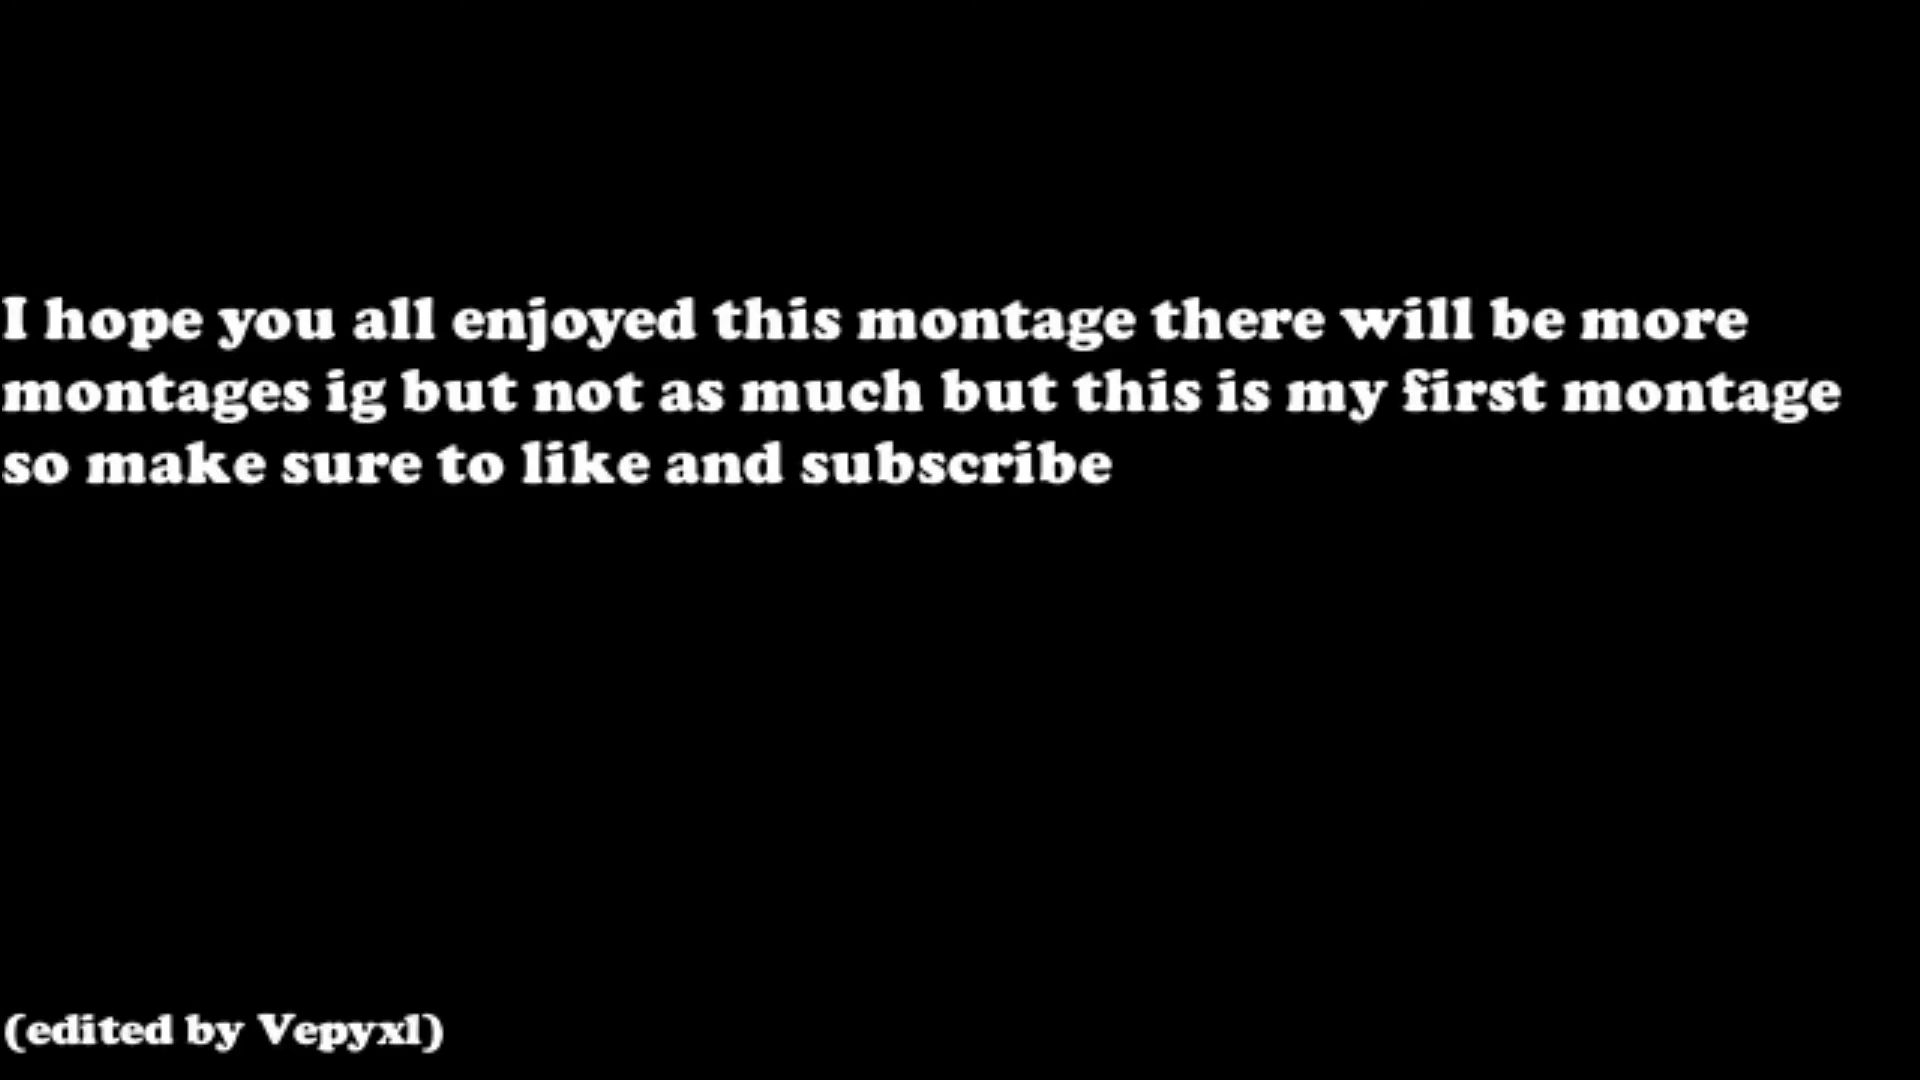 I hope you all enjoyed this montage there will be more
montages ig but not as much but this is my first montage
so make sure to like and subscribe
(edited by Vepyxl)